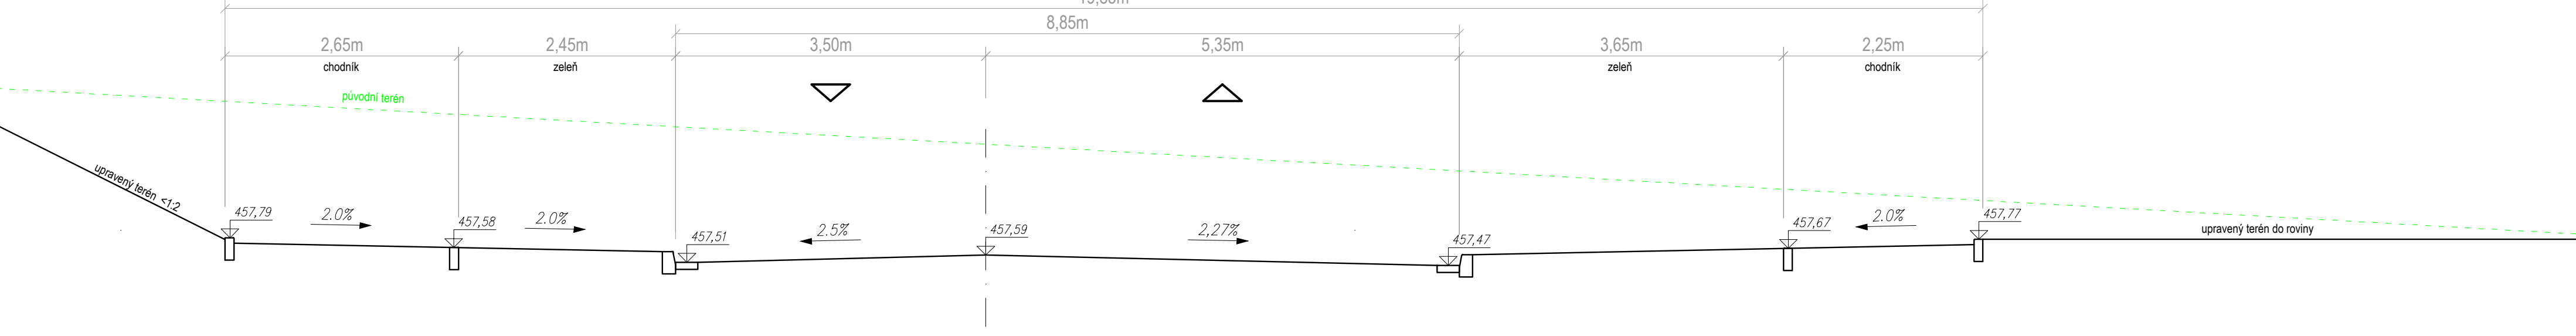 8,85m
2,65m 2,45m 3,50m 5,35m 3,65m 2,25m
chodník zeleň zeleň chodník
původní terén
upravený terén <1:2
457,79 2.0% 457,58 2.0% 457,51 2.5% 457,59 2,27% 457,47 457,67 2.0% 457,77
upravený terén do roviny